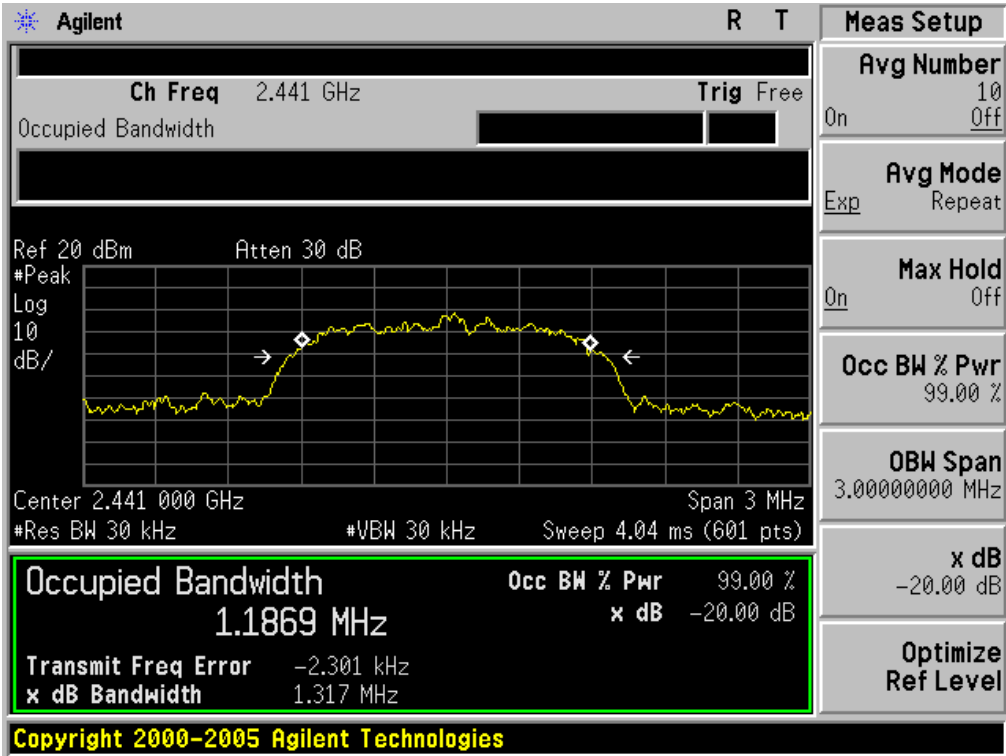 Agilent R T
Ch Freq 2.441 GHz Trig Free
Occupied Bandwidth
Ref 20 dBm Atten 30 dB
#Peak
Log
10
dB/
Center 2.441 000 GHz Span 3 MHz
#Res BW 30 kHz #VBW 30 kHz Sweep 4.04 ms (601 pts)
Occupied Bandwidth
1.1869 MHz
Occ BW % Pwr 99.00 %
x dB -20.00 dB
Transmit Freq Error -2.301 kHz
x dB Bandwidth 1.317 MHz
Copyright 2000-2005 Agilent Technologies
Meas Setup
Avg Number
10
On Off
Avg Mode
Exp Repeat
Max Hold
On Off
Occ BW % Pwr
99.00 %
OBW Span
3.00000000 MHz
x dB
-20.00 dB
Optimize
Ref Level